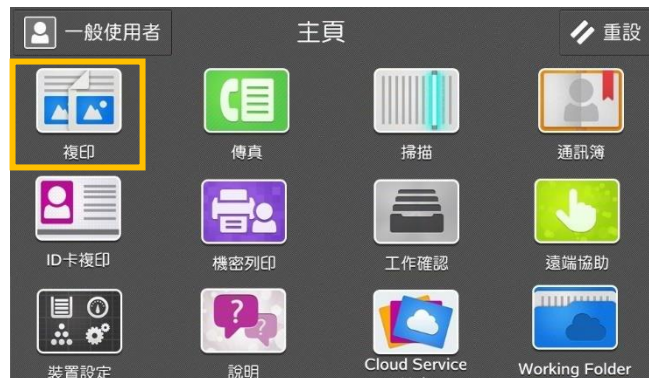 一般使用者
主頁
重設
複印
傳真
掃描
通訊簿
ID卡複印
機密列印
工作確認
遠端協助
裝置設定
說明
Cloud Service
Working Folder